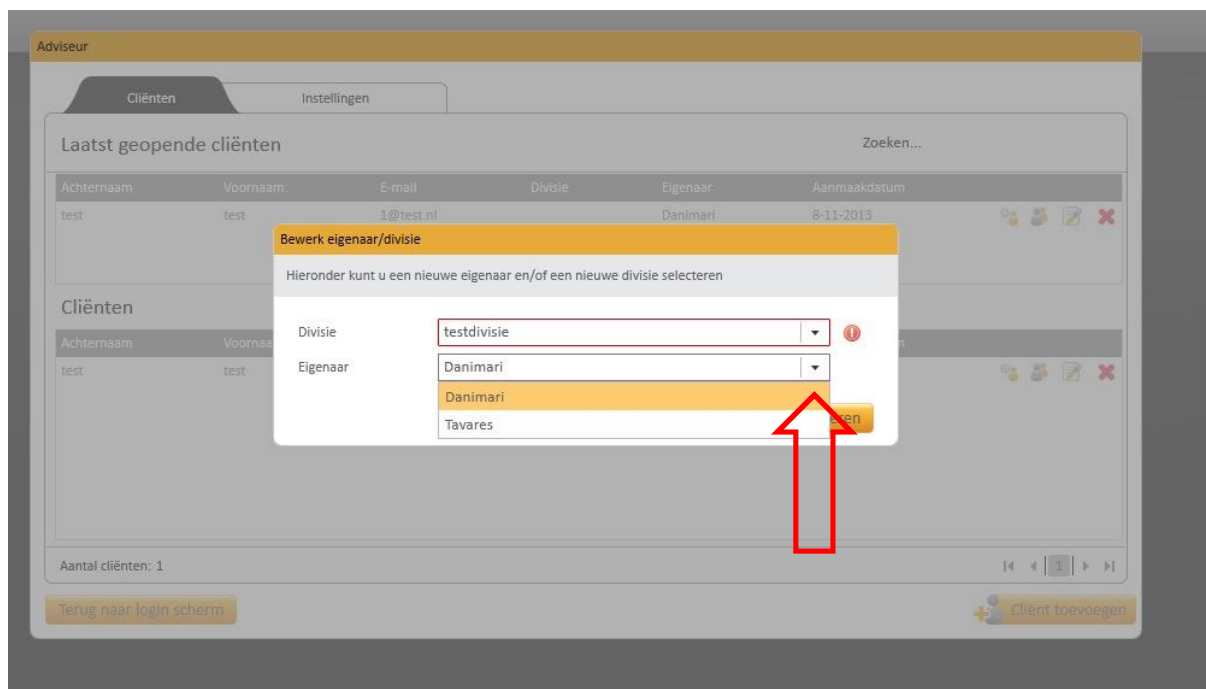 Adviseur
Cliënten Instellingen
Laatst geopende cliënten Zoeken...
Achternaam Voornaam: E-mail Divisie Eigenaar Aanmaakdatum
test test 1@test.nl Danimari 8-11-2013
Bewerk eigenaar/divisie
Hieronder kunt u een nieuwe eigenaar en/of een nieuwe divisie selecteren
Cliënten
Divisie testdivisie
Achternaam
test test
Eigenaar Danimari
Danimari
Tavares
Aantal cliënten: 1 1
Terug naar login scherm Cliënt toevoegen